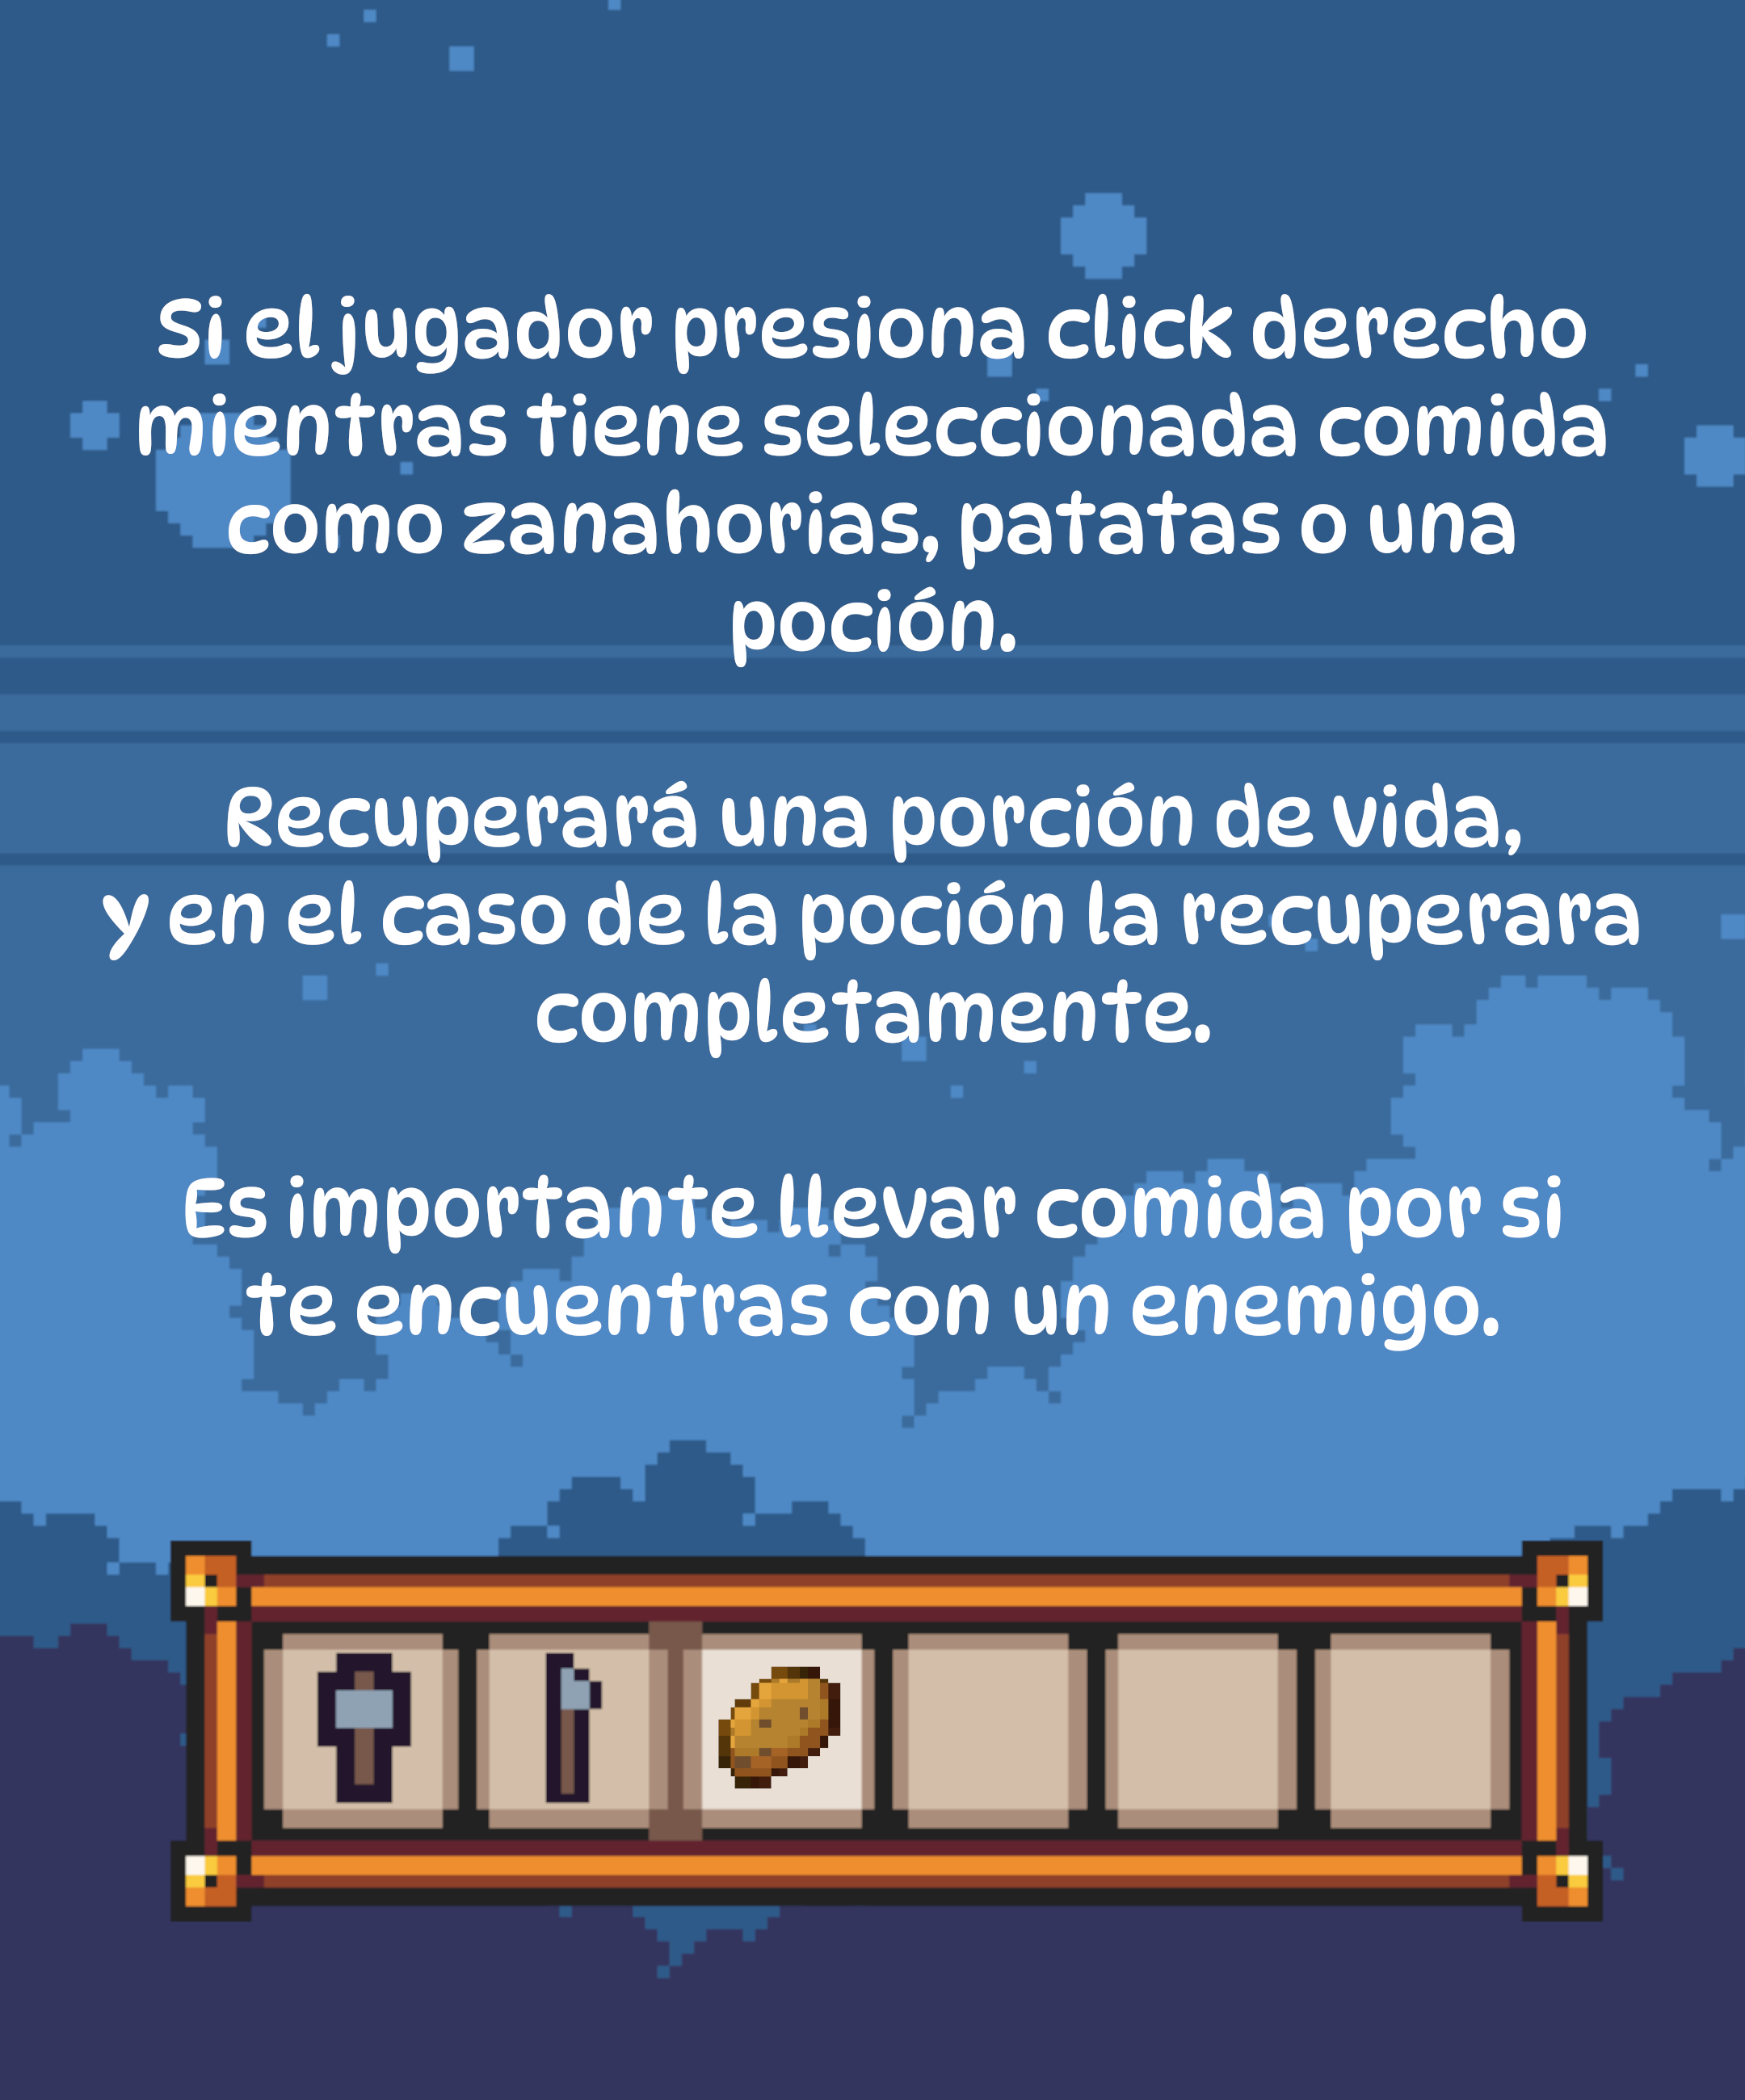 Si el jugador presiona click derecho
mientras tiene seleccionada comida
como zanahorias, patatas o una
poción.
Recuperará una porción de vida,
y en el caso de la poción la recuperara
completamente.
Es importante llevar comida por si
te encuentras con un enemigo.